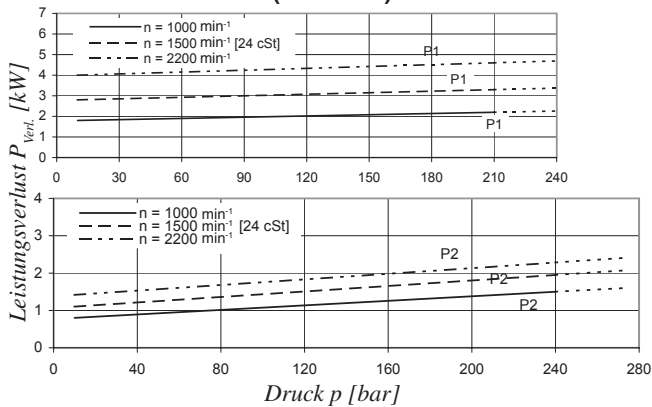 7
6
5
4
3
2
1
0
n = 1000 min-1
n = 1500 min-1 [24 cSt]
n = 2200 min-1
P1
P1
P1
0 30 60 90 120 150 180 210 240
Leistungsverlust PVerl. [kW]
4
3
2
1
0
n = 1000 min-1
n = 1500 min-1 [24 cSt]
n = 2200 min-1
P2
P2
P2
0 40 80 120 160 200 240 280
Druck p [bar]